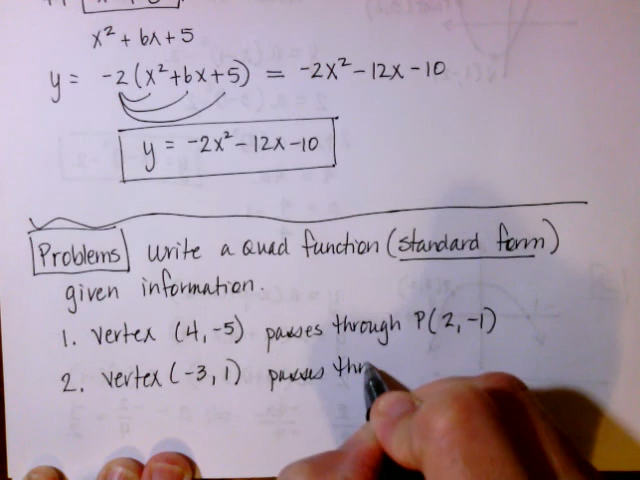 x² + 6x + 5
y = -2(x² + 6x + 5) = -2x² - 12x - 10
y = -2x² - 12x - 10
Problems Write a Quad function (standard form)
given information.
1. Vertex (4, -5) passes through P(2, -1)
2. Vertex (-3, 1) passes thr